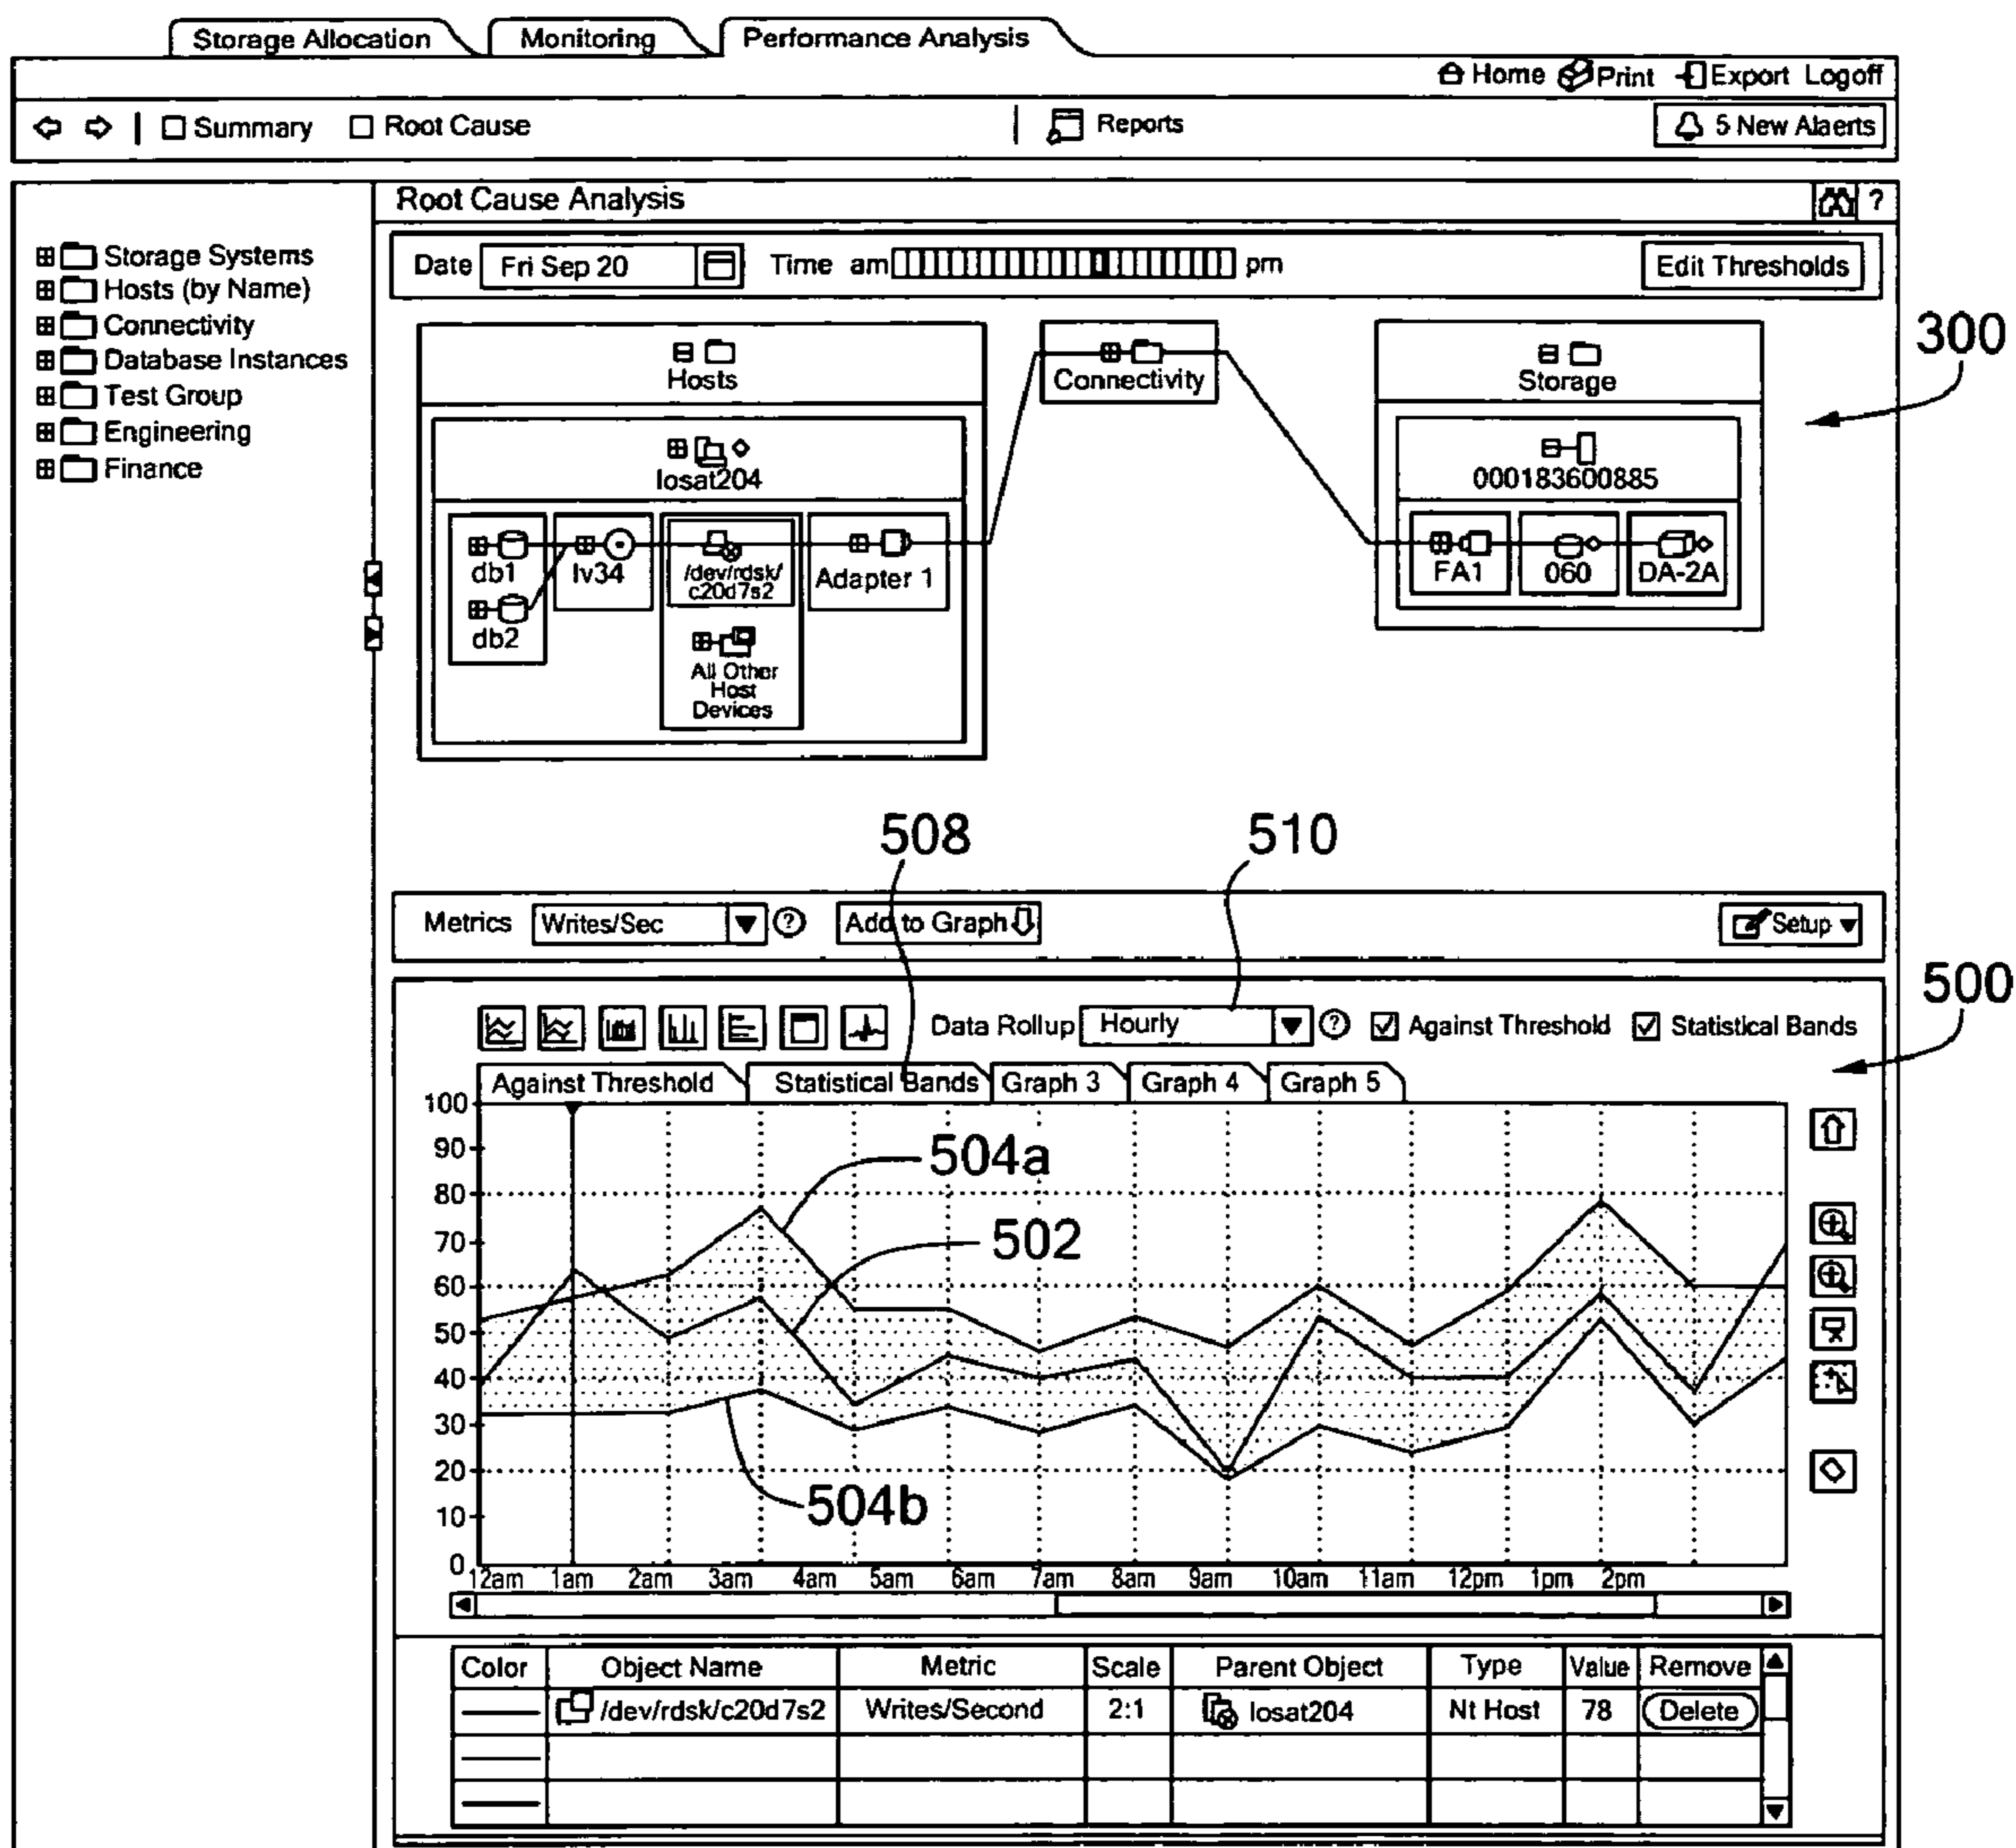 Storage Allocation Monitoring Performance Analysis
Home Print Export Logoff
Summary Root Cause Reports 5 New Alaerts
Root Cause Analysis ?
Storage Systems
Hosts (by Name)
Connectivity
Database Instances
Test Group
Engineering
Finance
Date Fri Sep 20 Time am pm Edit Thresholds
300
Hosts
Connectivity
Storage
losat204
000183600885
db1
lv34
/dev/rdsk/
c20d7s2
Adapter 1
FA1
060
DA-2A
db2
All Other
Host
Devices
508
510
Metrics Writes/Sec ? Add to Graph Setup
500
Data Rollup Hourly ? Against Threshold Statistical Bands
Against Threshold Statistical Bands Graph 3 Graph 4 Graph 5
100
90
80
70
60
50
40
30
20
10
0
504a
502
504b
12am 1am 2am 3am 4am 5am 6am 7am 8am 9am 10am 11am 12pm 1pm 2pm
Color Object Name Metric Scale Parent Object Type Value Remove
/dev/rdsk/c20d7s2 Writes/Second 2:1 losat204 Nt Host 78 Delete